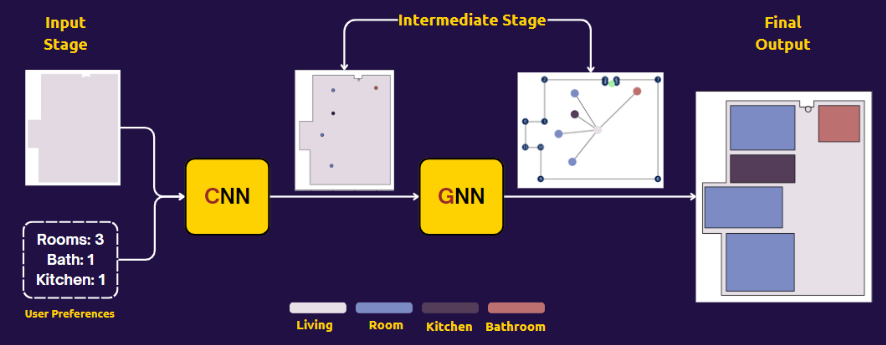 Input
Stage
Intermediate Stage
Final
Output
CNN
GNN
Rooms: 3
Bath: 1
Kitchen: 1
User Preferences
Living
Room
Kitchen
Bathroom